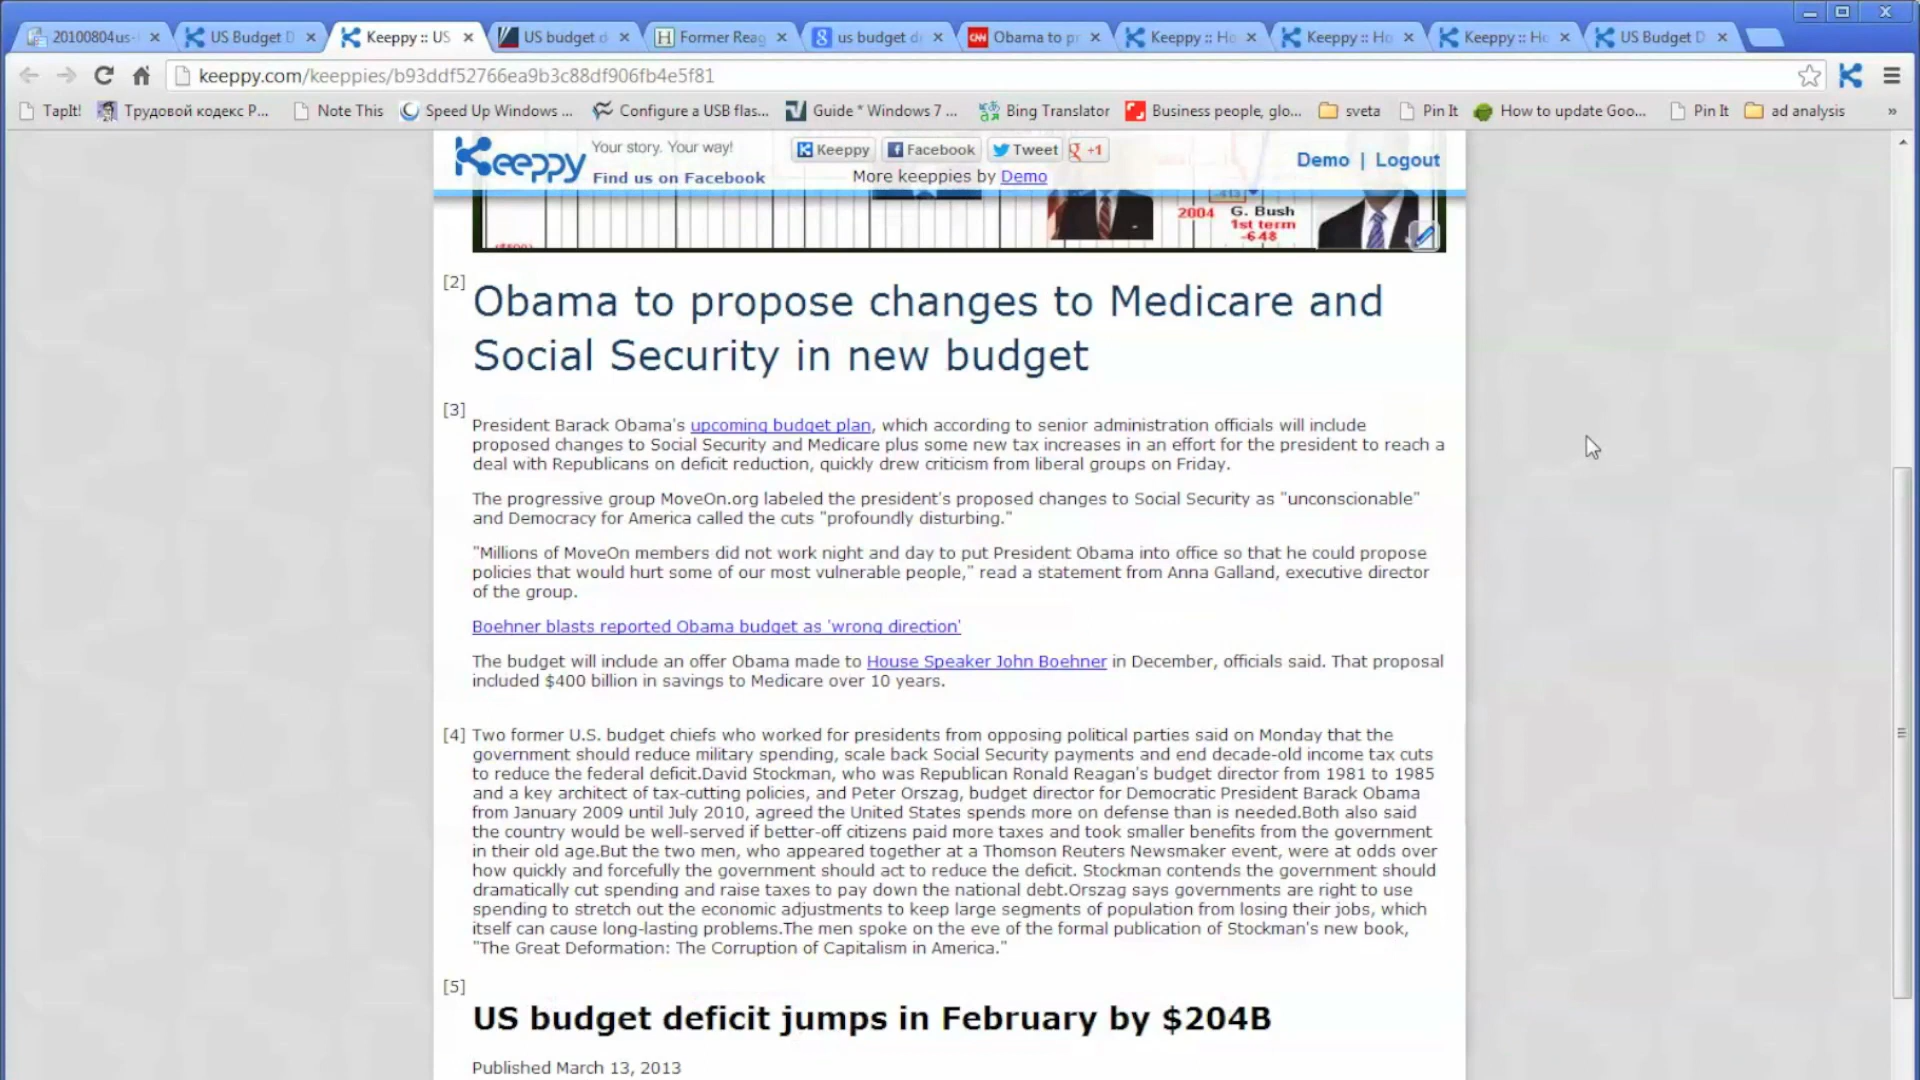 20100804us-
US Budget D
Keeppy :: US
US budget d
Former Reag
us budget d
Obama to pr
Keeppy :: Ho
Keeppy :: Ho
Keeppy :: Ho
US Budget D
keeppy.com/keeppies/b93ddf52766ea9b3c88df906fb4e5f81
TapIt!
Трудовой кодекс Р...
Note This
Speed Up Windows ...
Configure a USB flas...
Guide * Windows 7 ...
Bing Translator
Business people, glo...
sveta
Pin It
How to update Goo...
Pin It
ad analysis
»
Keeppy
Your story. Your way!
Find us on Facebook
Keeppy
Facebook
Tweet
+1
More keeppies by Demo
Demo | Logout
2004
G. Bush
1st term
-648
[2]
Obama to propose changes to Medicare and
Social Security in new budget
[3]
President Barack Obama's upcoming budget plan, which according to senior administration officials will include
proposed changes to Social Security and Medicare plus some new tax increases in an effort for the president to reach a
deal with Republicans on deficit reduction, quickly drew criticism from liberal groups on Friday.
The progressive group MoveOn.org labeled the president's proposed changes to Social Security as "unconscionable"
and Democracy for America called the cuts "profoundly disturbing."
"Millions of MoveOn members did not work night and day to put President Obama into office so that he could propose
policies that would hurt some of our most vulnerable people," read a statement from Anna Galland, executive director
of the group.
Boehner blasts reported Obama budget as 'wrong direction'
The budget will include an offer Obama made to House Speaker John Boehner in December, officials said. That proposal
included $400 billion in savings to Medicare over 10 years.
[4] Two former U.S. budget chiefs who worked for presidents from opposing political parties said on Monday that the
government should reduce military spending, scale back Social Security payments and end decade-old income tax cuts
to reduce the federal deficit.David Stockman, who was Republican Ronald Reagan's budget director from 1981 to 1985
and a key architect of tax-cutting policies, and Peter Orszag, budget director for Democratic President Barack Obama
from January 2009 until July 2010, agreed the United States spends more on defense than is needed.Both also said
the country would be well-served if better-off citizens paid more taxes and took smaller benefits from the government
in their old age.But the two men, who appeared together at a Thomson Reuters Newsmaker event, were at odds over
how quickly and forcefully the government should act to reduce the deficit. Stockman contends the government should
dramatically cut spending and raise taxes to pay down the national debt.Orszag says governments are right to use
spending to stretch out the economic adjustments to keep large segments of population from losing their jobs, which
itself can cause long-lasting problems.The men spoke on the eve of the formal publication of Stockman's new book,
"The Great Deformation: The Corruption of Capitalism in America."
[5]
US budget deficit jumps in February by $204B
Published March 13, 2013